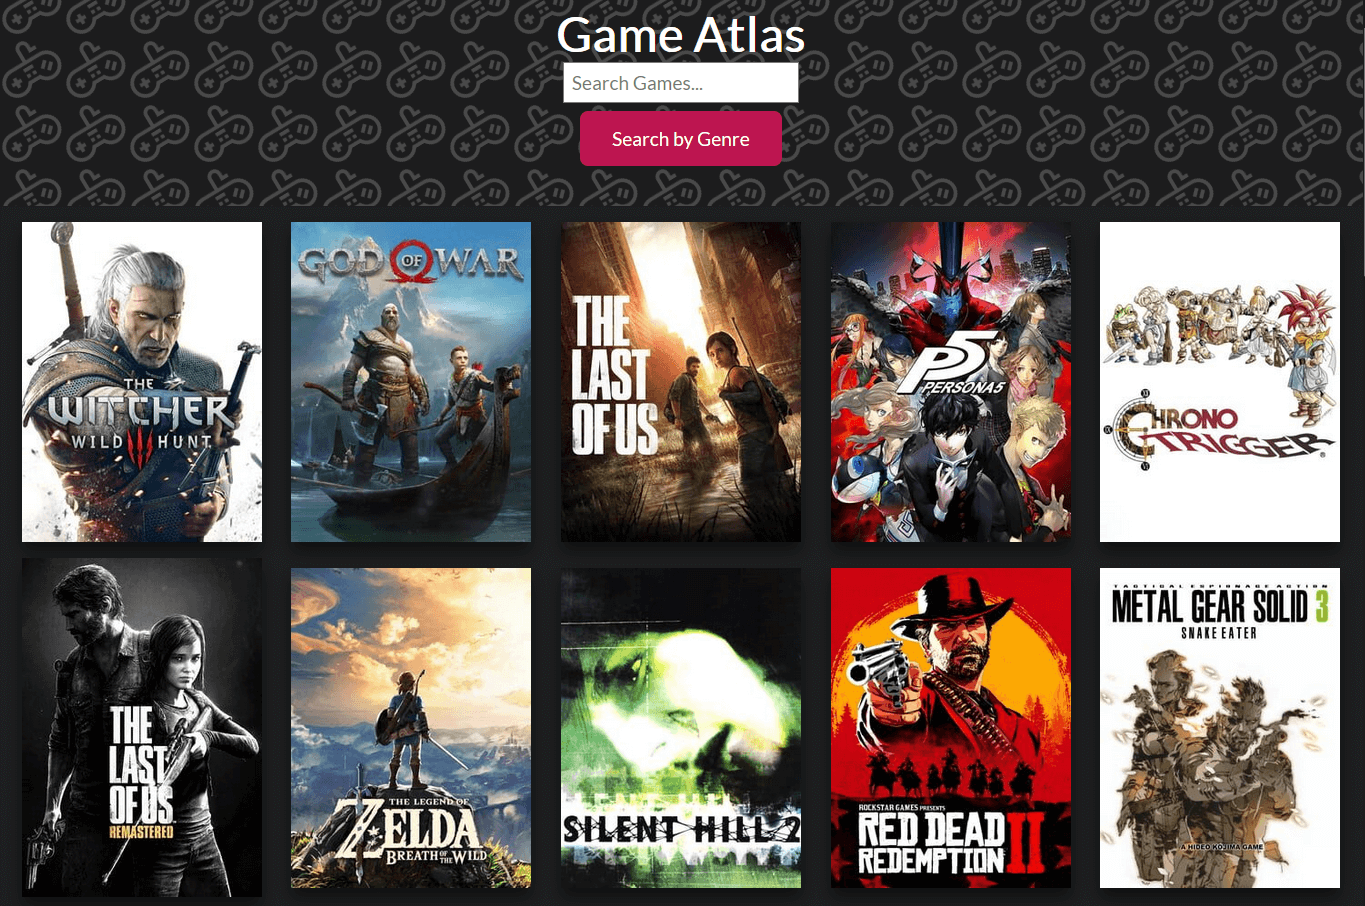 Game Atlas
Search Games...
Search by Genre
THE
WITCHER
WILD HUNT
GOD OF WAR
THE
LAST
OF US
P5
PERSONA5
CHRONO
TRIGGER
THE
LAST
OF US
REMASTERED
THE LEGEND OF
ZELDA
BREATH OF THE WILD
SILENT HILL 2
ROCKSTAR GAMES PRESENTS
RED DEAD
REDEMPTION II
TACTICAL ESPIONAGE ACTION
METAL GEAR SOLID 3
SNAKE EATER
A HIDEO KOJIMA GAME